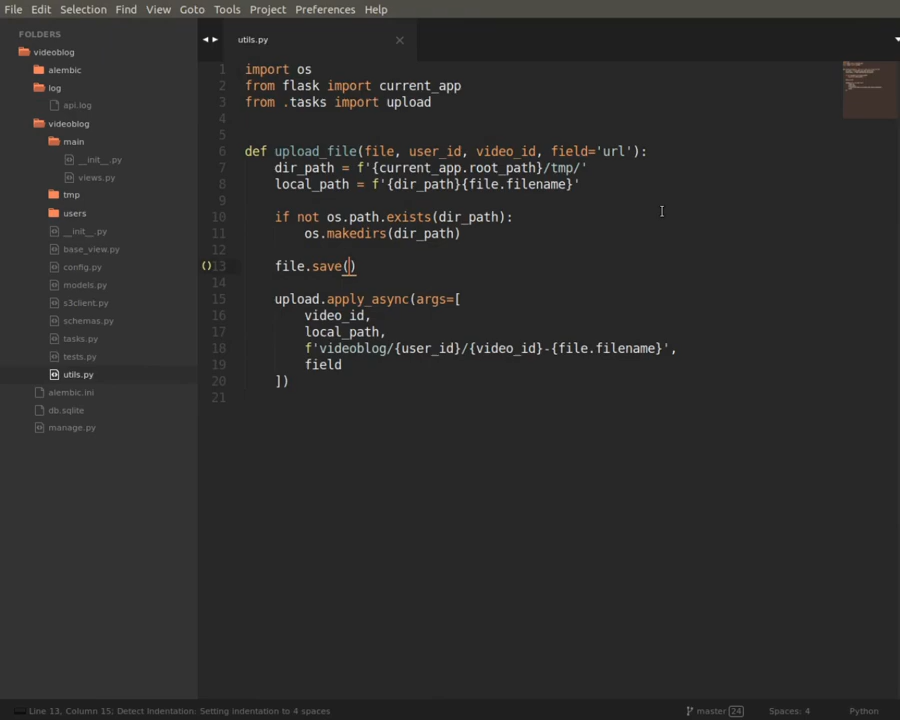 File Edit Selection Find View Goto Tools Project Preferences Help
FOLDERS
videoblog
alembic
log
api.log
videoblog
main
__init__.py
views.py
tmp
users
__init__.py
base_view.py
config.py
models.py
s3client.py
schemas.py
tasks.py
tests.py
utils.py
alembic.ini
db.sqlite
manage.py
utils.py
1 import os
2 from flask import current_app
3 from .tasks import upload
4
5
6 def upload_file(file, user_id, video_id, field='url'):
7 dir_path = f'{current_app.root_path}/tmp/'
8 local_path = f'{dir_path}{file.filename}'
9
10 if not os.path.exists(dir_path):
11 os.makedirs(dir_path)
12
()13 file.save()
14
15 upload.apply_async(args=[
16 video_id,
17 local_path,
18 f'videoblog/{user_id}/{video_id}-{file.filename}',
19 field
20 ])
21
Line 13, Column 15; Detect Indentation: Setting indentation to 4 spaces master 24 Spaces: 4 Python